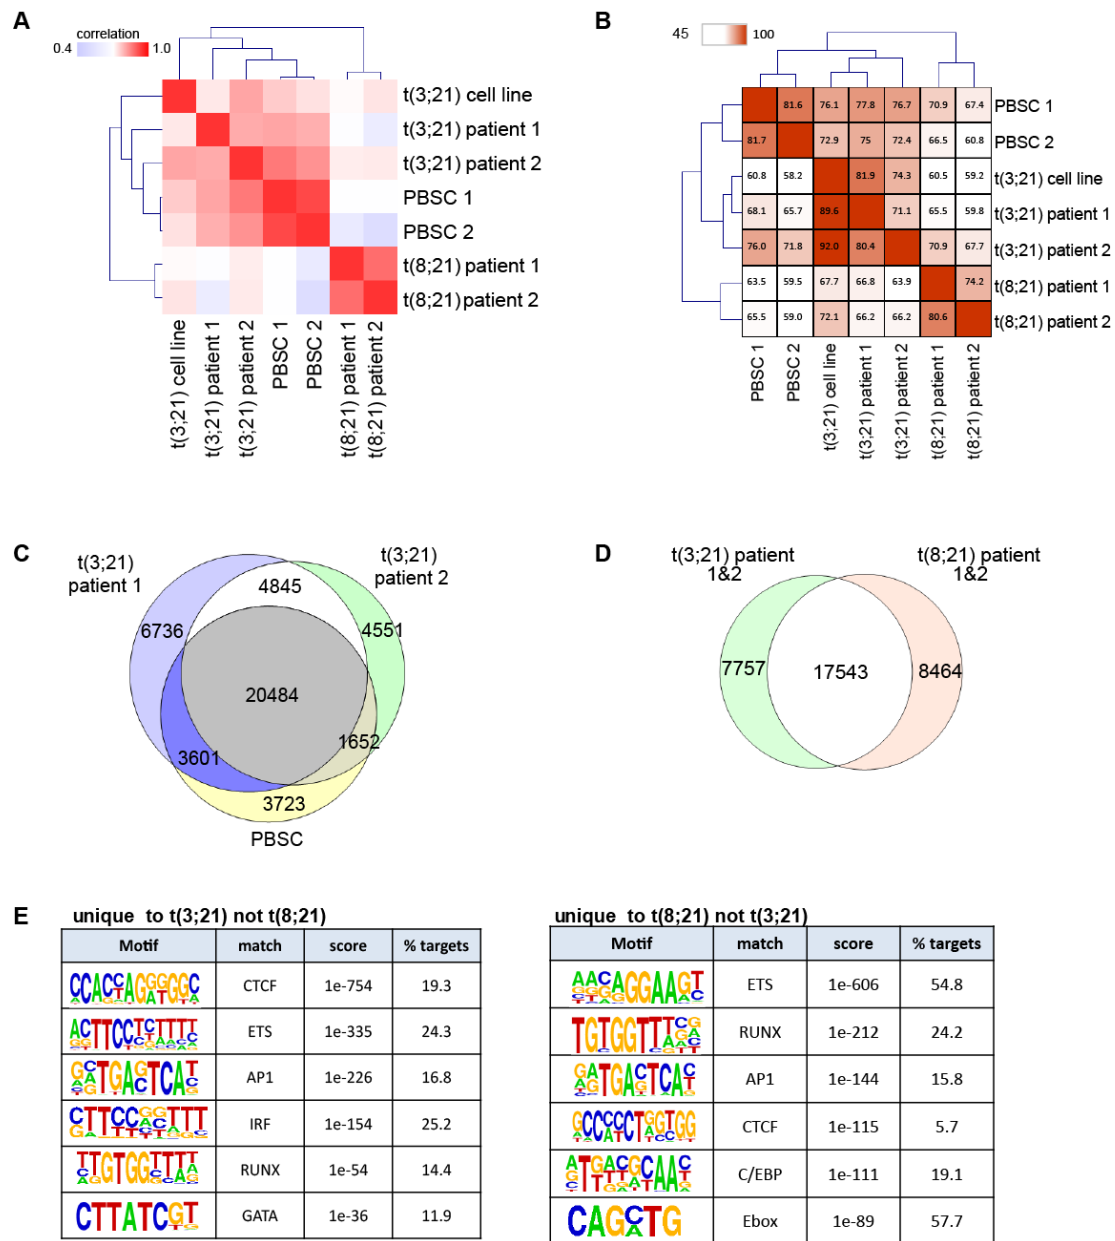 A
correlation
0.4 1.0
t(3;21) cell line
t(3;21) patient 1
t(3;21) patient 2
PBSC 1
PBSC 2
t(8;21) patient 1
t(8;21) patient 2
t(3;21) cell line
t(3;21) patient 1
t(3;21) patient 2
PBSC 1
PBSC 2
t(8;21) patient 1
t(8;21) patient 2
B
45 100
81.6 76.1 77.8 76.7 70.9 67.4 PBSC 1
81.7 72.9 75 72.4 66.5 60.8 PBSC 2
60.8 58.2 81.9 74.3 60.5 59.2 t(3;21) cell line
68.1 65.7 89.6 71.1 65.5 59.8 t(3;21) patient 1
76.0 71.8 92.0 80.4 70.9 67.7 t(3;21) patient 2
63.5 59.5 67.7 66.8 63.9 74.2 t(8;21) patient 1
65.5 59.0 72.1 66.2 66.2 80.6 t(8;21) patient 2
PBSC 1
PBSC 2
t(3;21) cell line
t(3;21) patient 1
t(3;21) patient 2
t(8;21) patient 1
t(8;21) patient 2
C
t(3;21)
patient 1
t(3;21)
patient 2
4845
6736
4551
20484
1652
3601
3723
PBSC
D
t(3;21) patient
1&2
t(8;21) patient
1&2
7757
17543
8464
E
unique to t(3;21) not t(8;21)
Motif match score % targets
CTCF 1e-754 19.3
ETS 1e-335 24.3
AP1 1e-226 16.8
IRF 1e-154 25.2
RUNX 1e-54 14.4
GATA 1e-36 11.9
unique to t(8;21) not t(3;21)
Motif match score % targets
ETS 1e-606 54.8
RUNX 1e-212 24.2
AP1 1e-144 15.8
CTCF 1e-115 5.7
C/EBP 1e-111 19.1
Ebox 1e-89 57.7